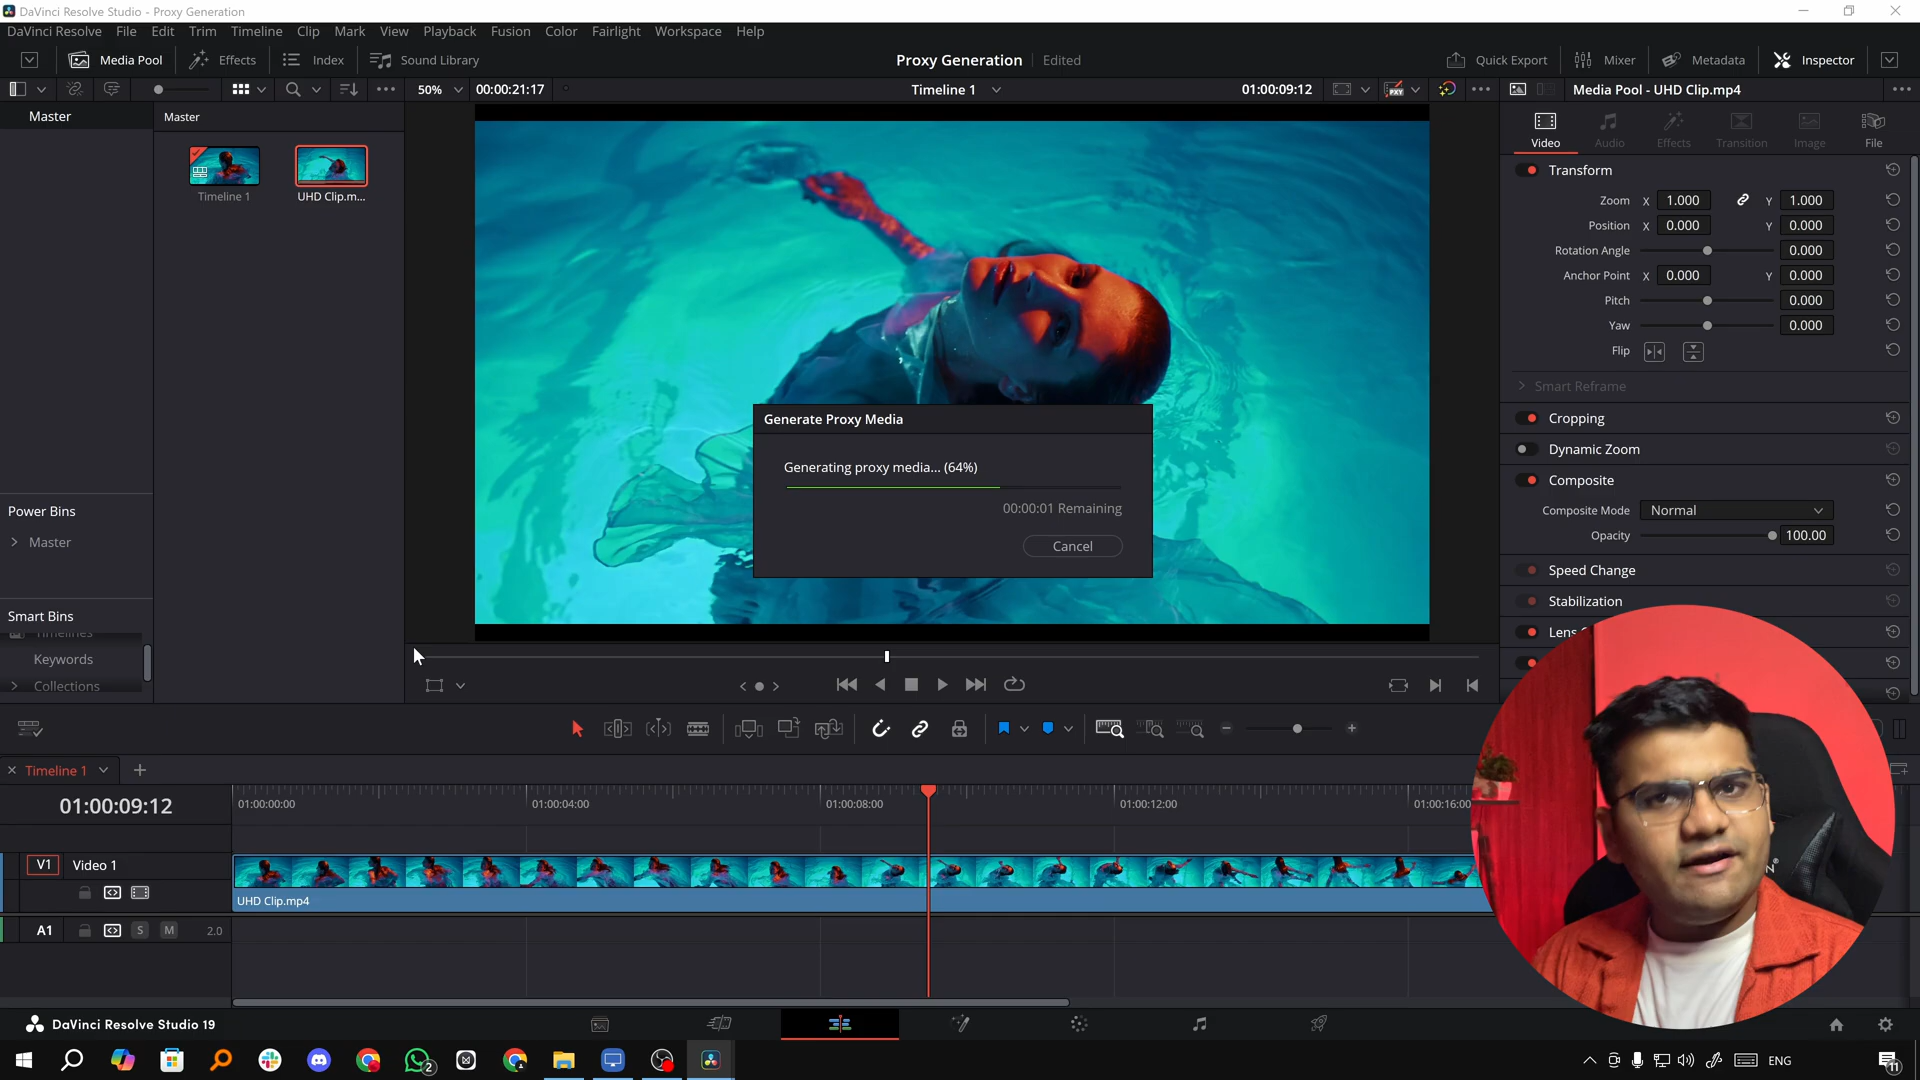 DaVinci Resolve Studio - Proxy Generation
DaVinci Resolve File Edit Trim Timeline Clip Mark View Playback Fusion Color Fairlight Workspace Help
Media Pool Effects Index Sound Library Proxy Generation Edited Quick Export Mixer Metadata Inspector
50% 00:00:21:17 Timeline 1 01:00:09:12 PXY Media Pool - UHD Clip.mp4
Master
Master
Timeline 1
UHD Clip.m...
Power Bins
Master
Smart Bins
Timelines
Keywords
Collections
Generate Proxy Media
Generating proxy media... (64%)
00:00:01 Remaining
Cancel
Video Audio Effects Transition Image File
Transform
Zoom X 1.000 Y 1.000
Position X 0.000 Y 0.000
Rotation Angle 0.000
Anchor Point X 0.000 Y 0.000
Pitch 0.000
Yaw 0.000
Flip
Smart Reframe
Cropping
Dynamic Zoom
Composite
Composite Mode Normal
Opacity 100.00
Speed Change
Stabilization
Lens
Timeline 1
01:00:09:12
01:00:00:00 01:00:04:00 01:00:08:00 01:00:12:00 01:00:16:00
V1 Video 1
UHD Clip.mp4
A1 S M 2.0
DaVinci Resolve Studio 19
2
ENG
11